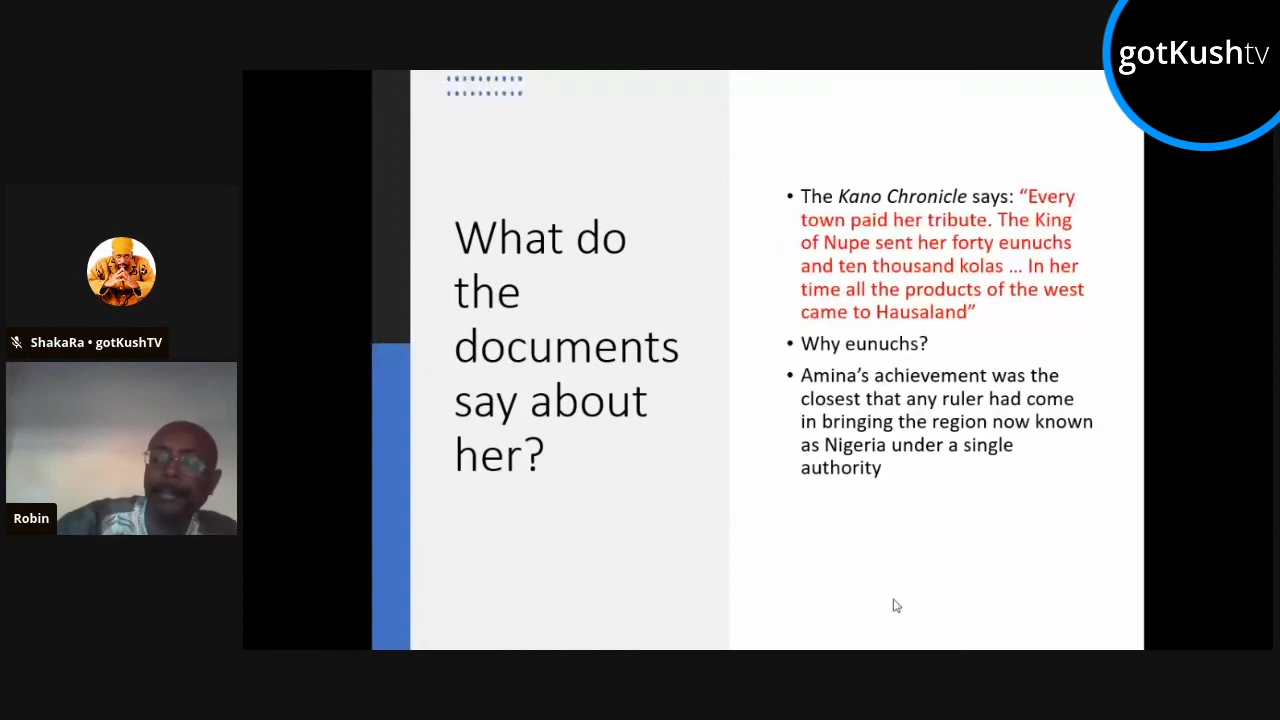 gotKushtv
What do
the
documents
say about
her?
• The Kano Chronicle says: “Every
town paid her tribute. The King
of Nupe sent her forty eunuchs
and ten thousand kolas … In her
time all the products of the west
came to Hausaland”
• Why eunuchs?
• Amina’s achievement was the
closest that any ruler had come
in bringing the region now known
as Nigeria under a single
authority
ShakaRa • gotKushTV
Robin